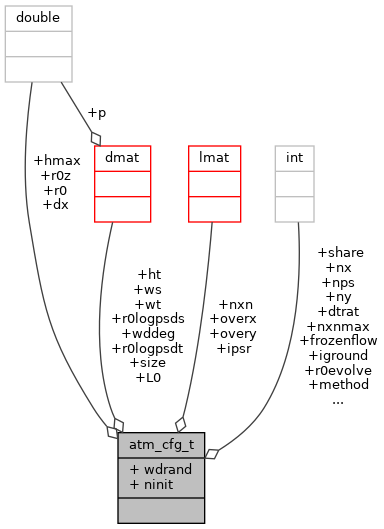 double
+p
dmat
lmat
int
+hmax
+r0z
+r0
+dx
+ht
+ws
+wt
+r0logpsds
+wddeg
+r0logpsdt
+size
+L0
+nxn
+overx
+overy
+ipsr
+share
+nx
+nps
+ny
+dtrat
+nxnmax
+frozenflow
+iground
+r0evolve
+method
...
atm_cfg_t
+ wdrand
+ ninit